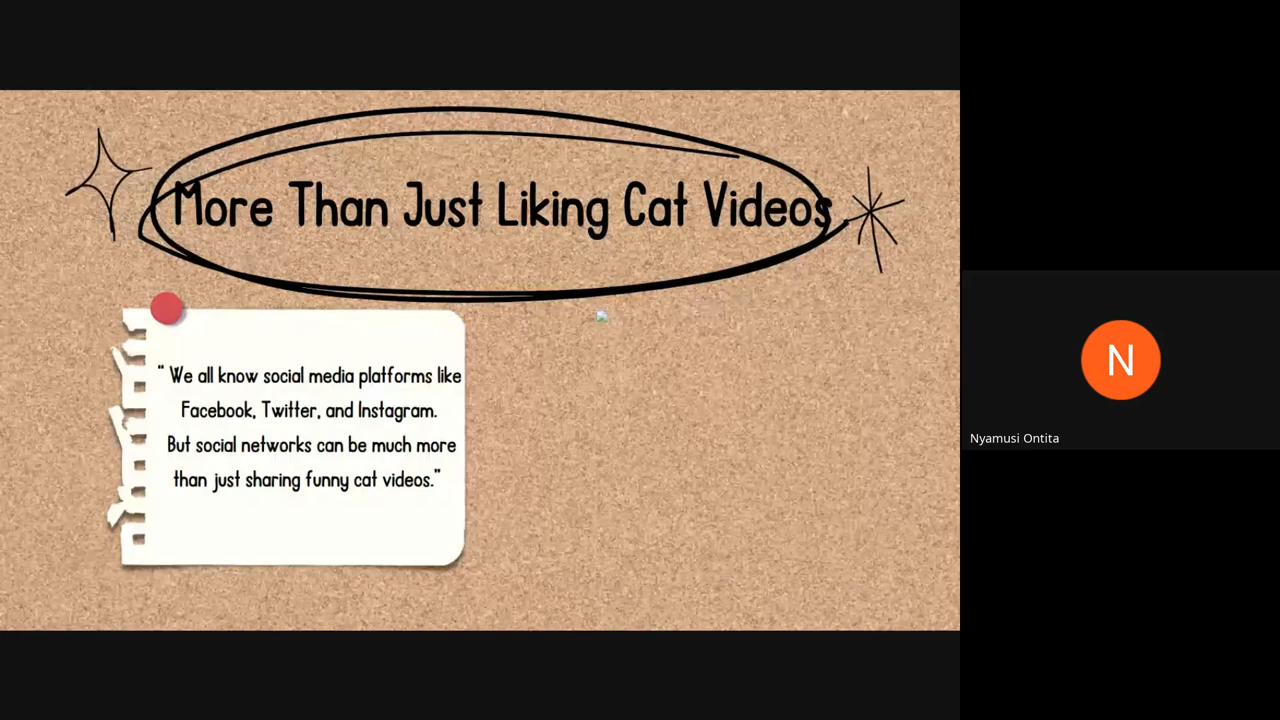 More Than Just Liking Cat Videos
“ We all know social media platforms like
Facebook, Twitter, and Instagram.
But social networks can be much more
than just sharing funny cat videos.”
N
Nyamusi Ontita